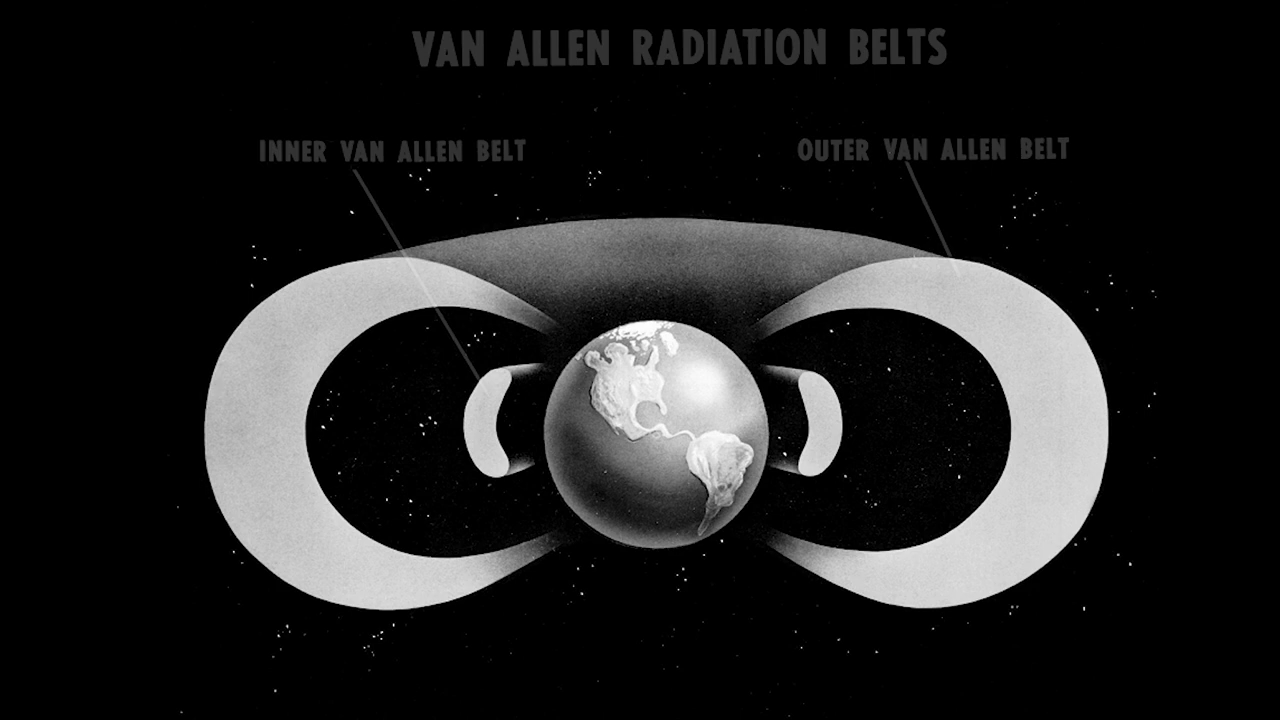 VAN ALLEN RADIATION BELTS
INNER VAN ALLEN BELT
OUTER VAN ALLEN BELT